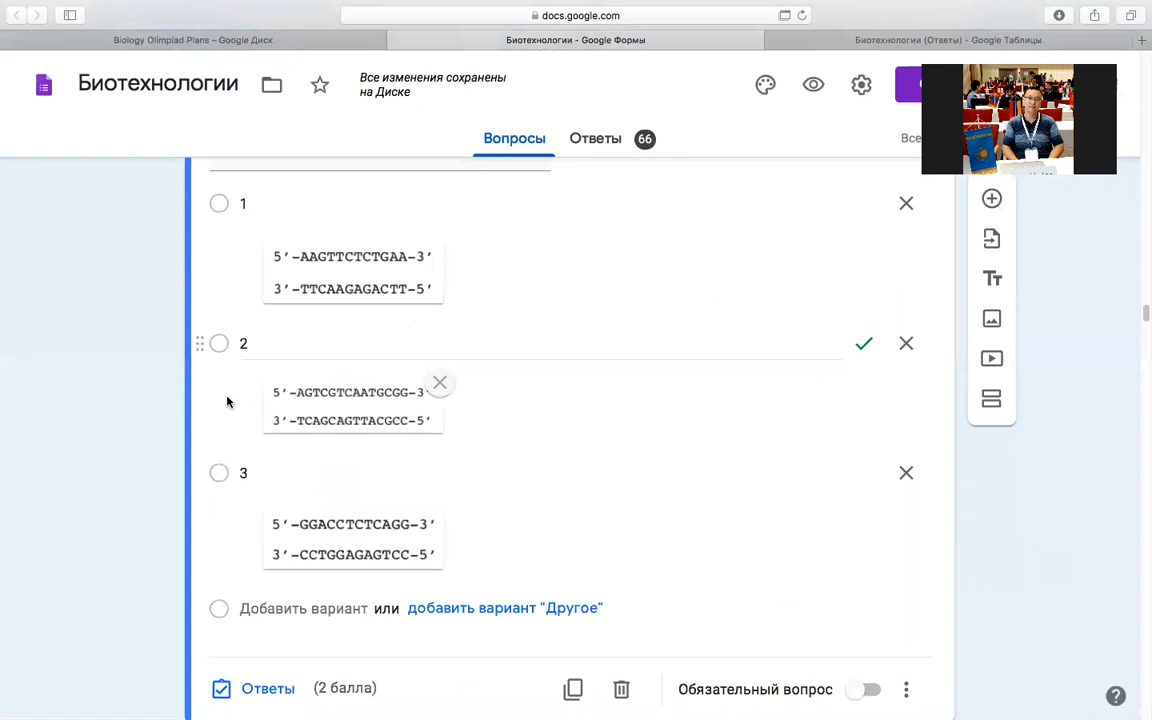 docs.google.com
Biology Olimpiad Plans – Google Диск
Биотехнологии - Google Формы
Биотехнологии (Ответы) - Google Таблицы
Биотехнологии
Все изменения сохранены
на Диске
Вопросы
Ответы 66
Все
1
5’-AAGTTCTCTGAA-3’
3’-TTCAAGAGACTT-5’
2
5’-AGTCGTCAATGCGG-3’
3’-TCAGCAGTTACGCC-5’
3
5’-GGACCTCTCAGG-3’
3’-CCTGGAGAGTCC-5’
Добавить вариант или добавить вариант "Другое"
Ответы (2 балла)
Обязательный вопрос